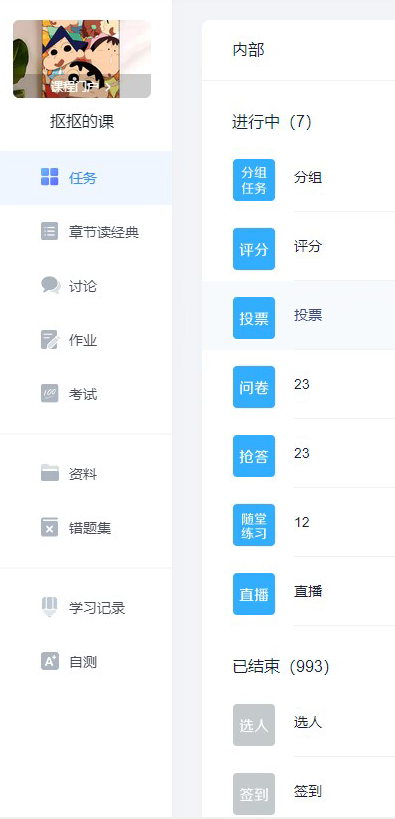 课程门户 >
抠抠的课
任务
章节读经典
讨论
作业
考试
资料
错题集
学习记录
自测
内部
进行中（7）
分组
任务
分组
评分
评分
投票
投票
问卷
23
抢答
23
随堂
练习
12
直播
直播
已结束（993）
选人
选人
签到
签到